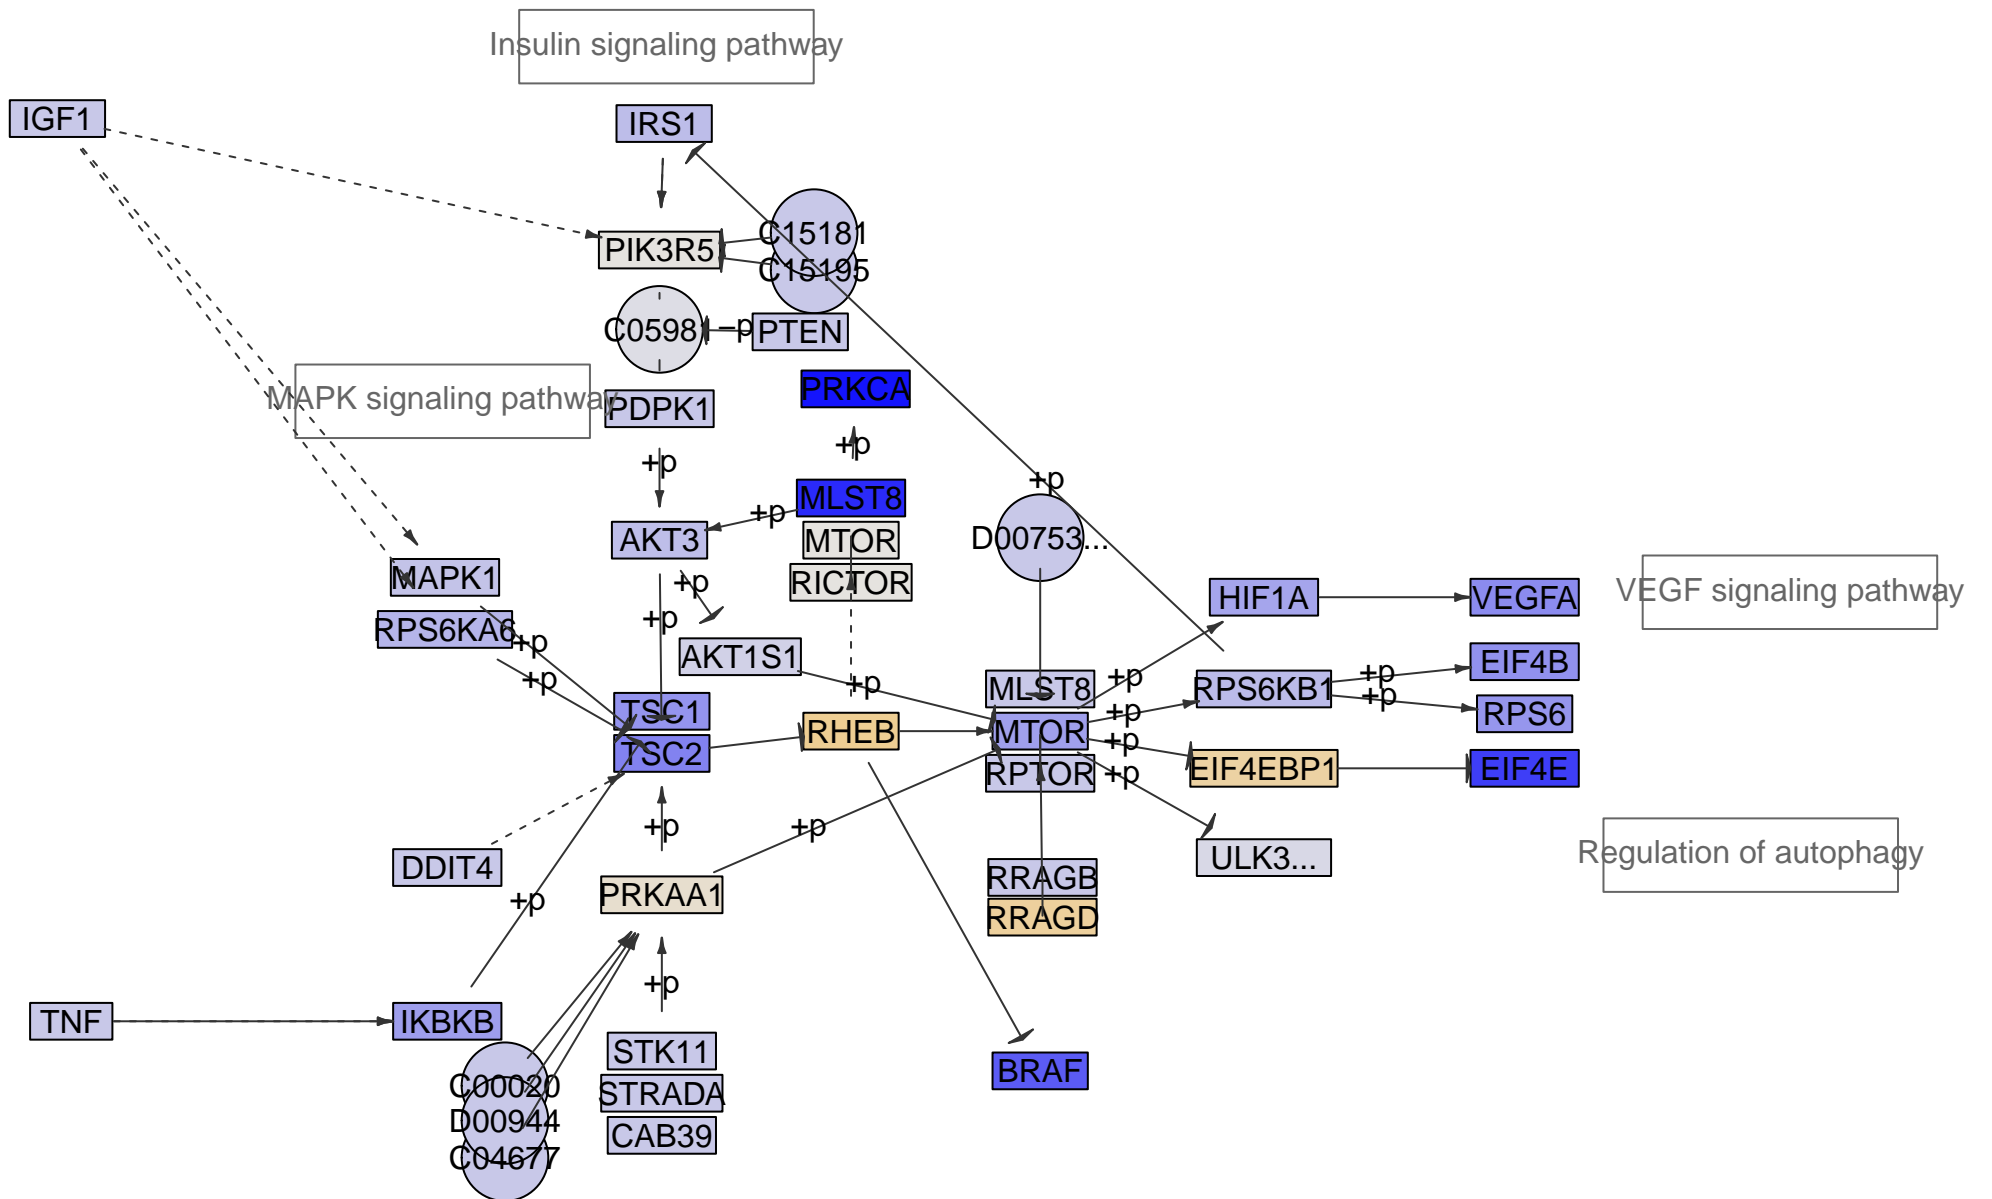 Insulin signaling pathway
IGF1
IRS1
PIK3R5
C15181
C15195
C05981
−p
PTEN
MAPK signaling pathway
PDPK1
PRKCA
+p
+p
MLST8
+p
+p
AKT3
MTOR
D00753...
RICTOR
MAPK1
+p
HIF1A
VEGFA
VEGF signaling pathway
RPS6KA6
+p
+p
+p
AKT1S1
+p
MLST8
+p
RPS6KB1
+p
EIF4B
+p
TSC1
+p
RPS6
RHEB
MTOR
+p
TSC2
RPTOR
+p
EIF4EBP1
EIF4E
+p
+p
ULK3...
Regulation of autophagy
DDIT4
PRKAA1
+p
RRAGB
RRAGD
+p
TNF
IKBKB
STK11
BRAF
C00020
STRADA
D00944
CAB39
C04677